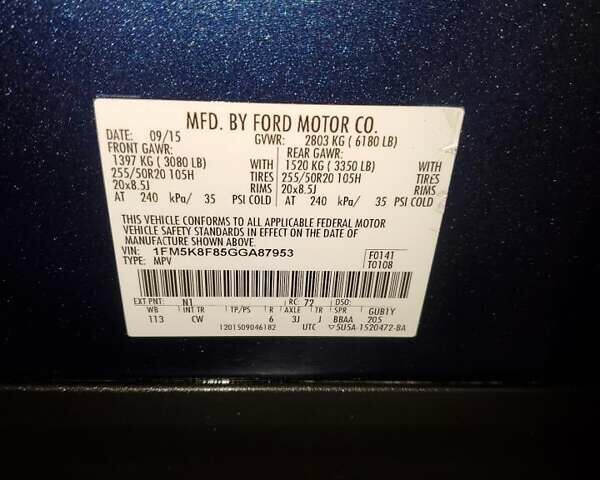 MFD. BY FORD MOTOR CO.
DATE: 09/15 GVWR: 2803 KG ( 6180 LB)
FRONT GAWR: REAR GAWR:
1397 KG ( 3080 LB) WITH 1520 KG ( 3350 LB) WITH
255/50R20 105H TIRES 255/50R20 105H TIRES
20x8.5J RIMS 20x8.5J RIMS
AT 240 kPa/ 35 PSI COLD AT 240 kPa/ 35 PSI COLD
THIS VEHICLE CONFORMS TO ALL APPLICABLE FEDERAL MOTOR
VEHICLE SAFETY STANDARDS IN EFFECT ON THE DATE OF
MANUFACTURE SHOWN ABOVE.
VIN: 1FM5K8F85GGA87953 F0141
TYPE: MPV T0108
EXT PNT: N1 RC: 72 DSO:
WB INT TR TP/PS R AXLE TR SPR GUB1Y
113 CW 6 3J J BBAA 205
1201509046182 UTC ▽5U5A-1520472-BA